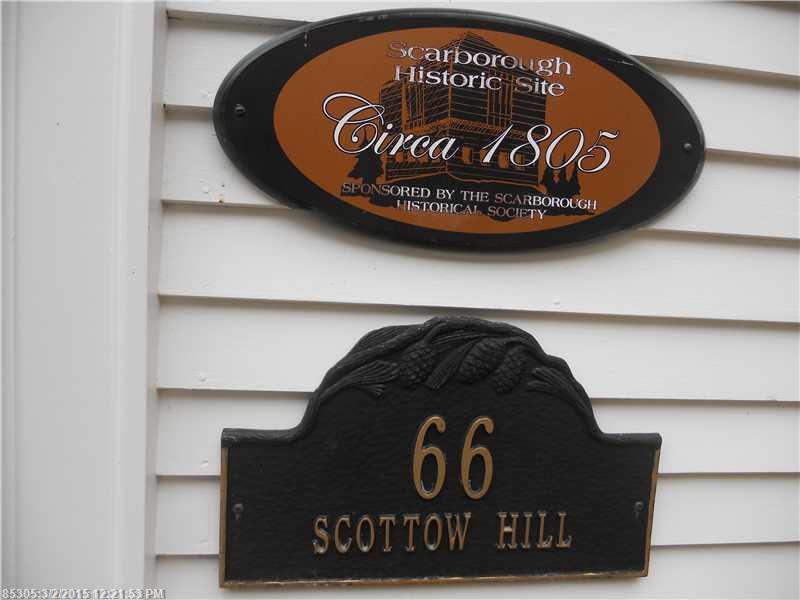 Scarborough
Historic Site
Circa 1805
SPONSORED BY THE SCARBOROUGH
HISTORICAL SOCIETY
66
SCOTTOW HILL
85305:3/2/2015 12:21:53 PM